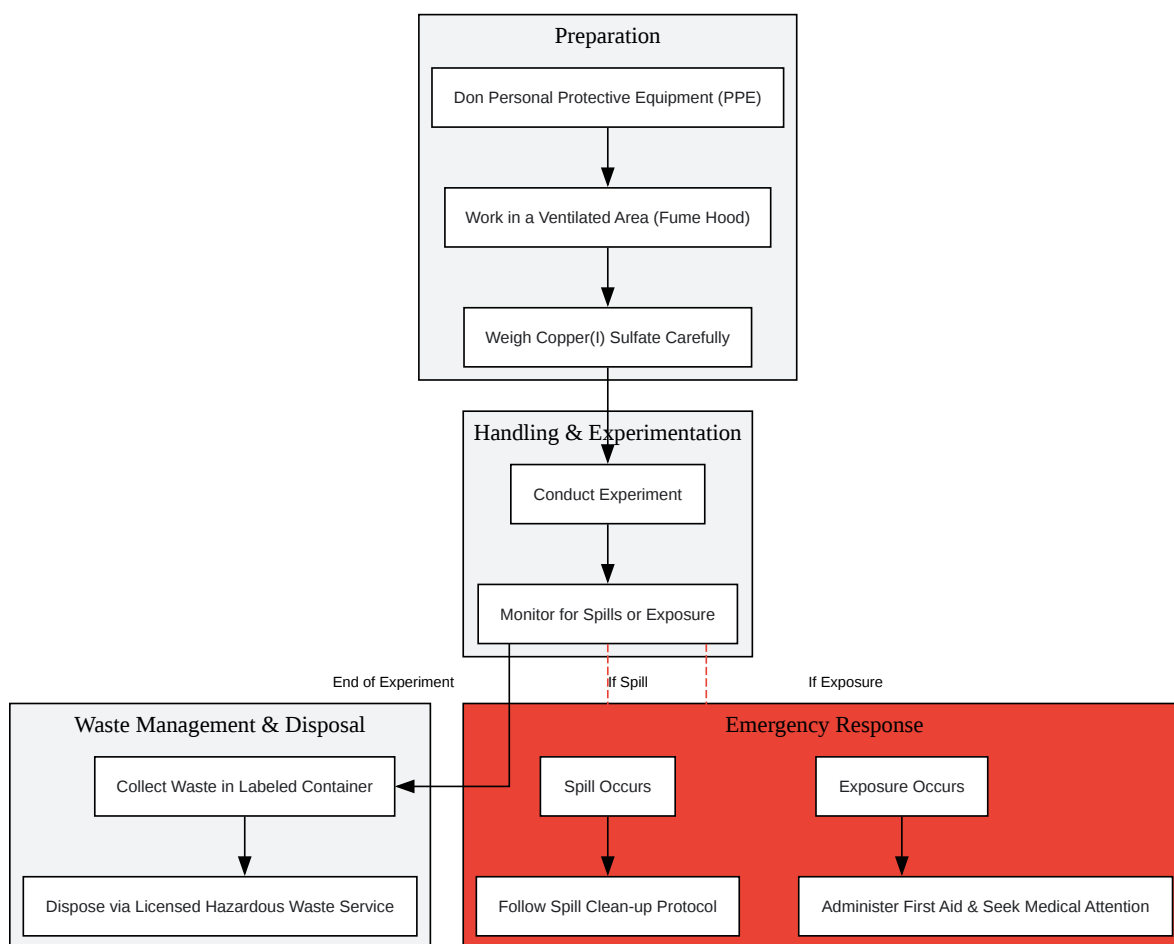 Preparation
Don Personal Protective Equipment (PPE)
Work in a Ventilated Area (Fume Hood)
Weigh Copper(I) Sulfate Carefully
Handling & Experimentation
Conduct Experiment
Monitor for Spills or Exposure
End of Experiment
If Spill
If Exposure
Waste Management & Disposal
Collect Waste in Labeled Container
Dispose via Licensed Hazardous Waste Service
Emergency Response
Spill Occurs
Exposure Occurs
Follow Spill Clean-up Protocol
Administer First Aid & Seek Medical Attention